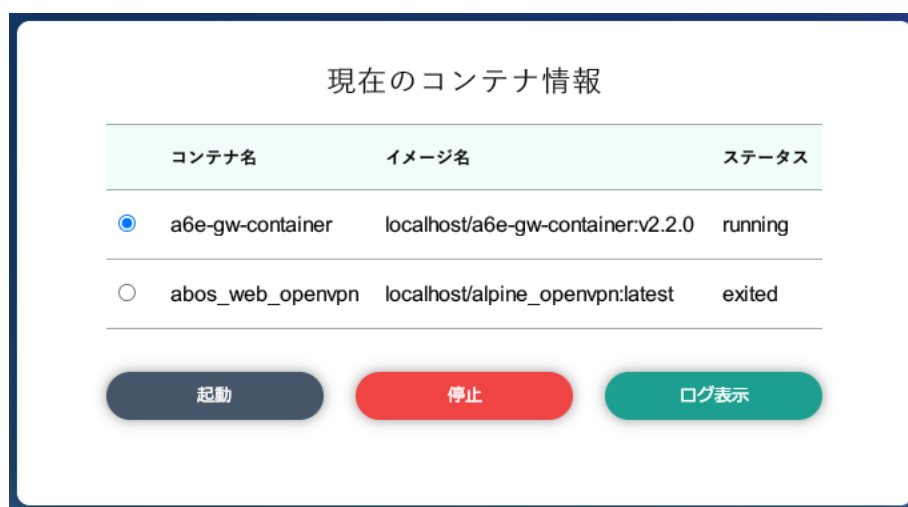 現在のコンテナ情報
コンテナ名 イメージ名 ステータス
a6e-gw-container localhost/a6e-gw-container:v2.2.0 running
abos_web_openvpn localhost/alpine_openvpn:latest exited
起動 停止 ログ表示